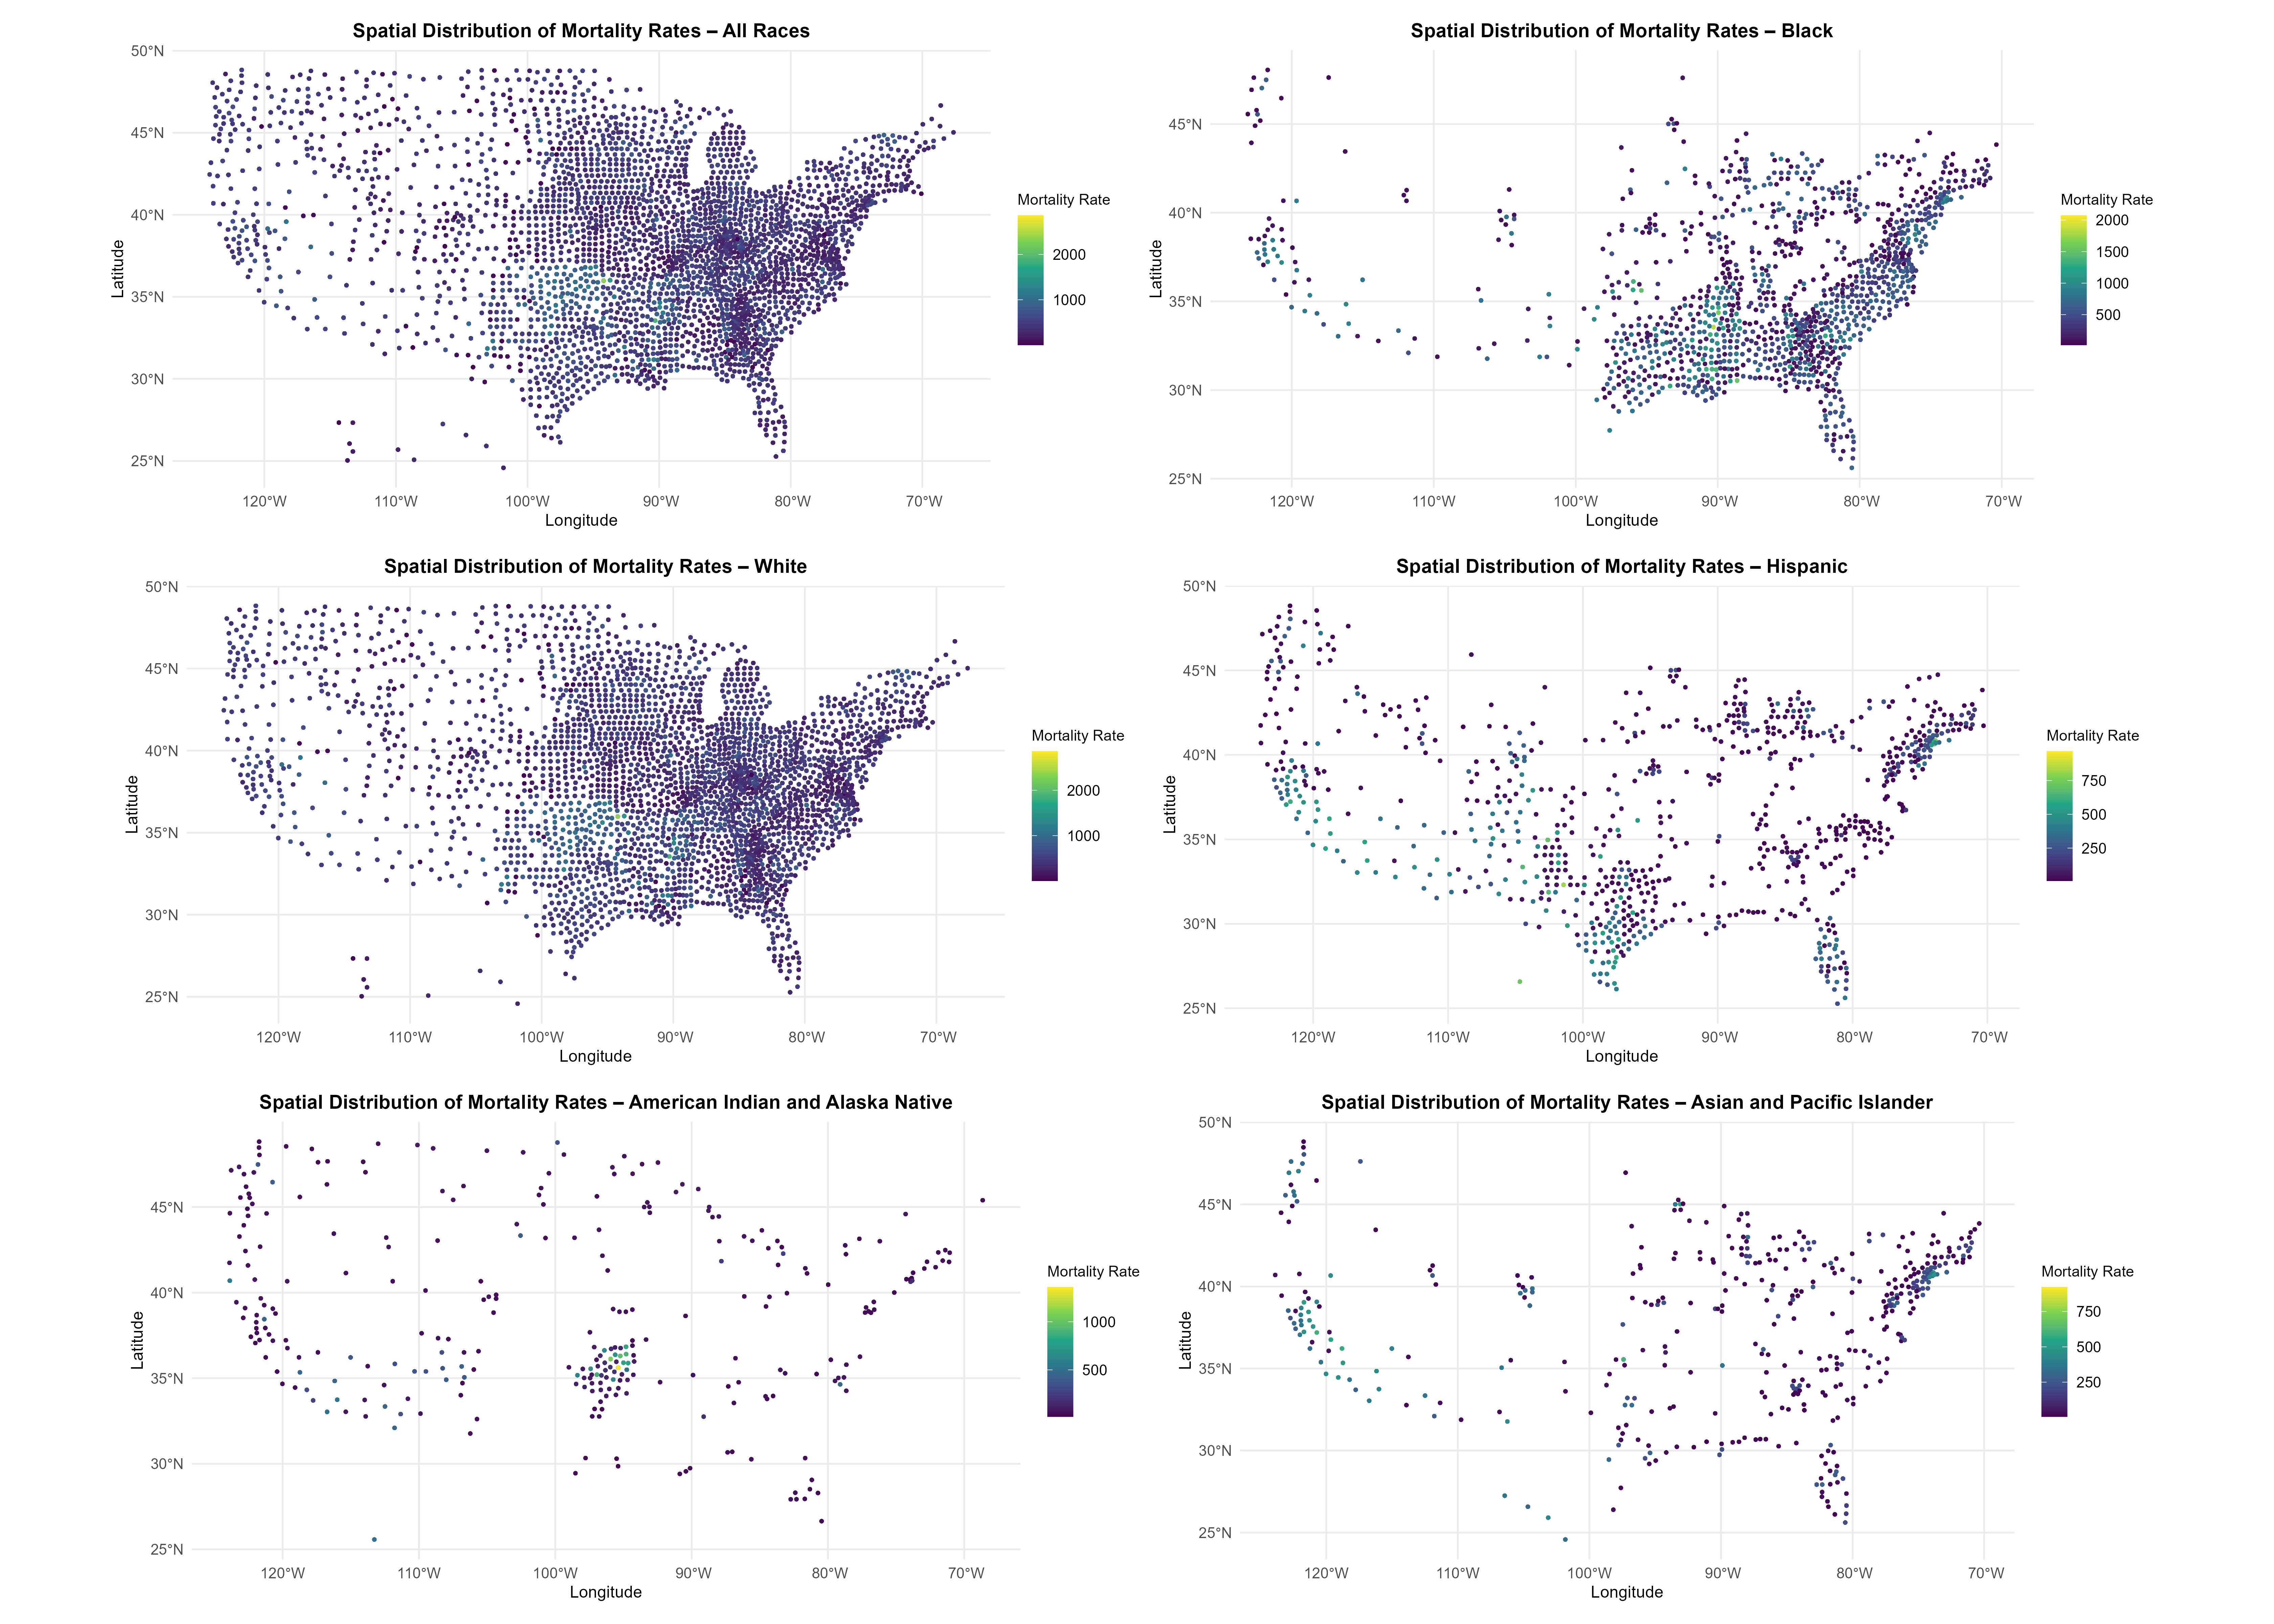 Spatial Distribution of Mortality Rates – All Races
50°N
45°N
40°N
35°N
30°N
25°N
Latitude
120°W 110°W 100°W 90°W 80°W 70°W
Longitude
Mortality Rate
2000
1000
Spatial Distribution of Mortality Rates – Black
45°N
40°N
35°N
30°N
25°N
Latitude
120°W 110°W 100°W 90°W 80°W 70°W
Longitude
Mortality Rate
2000
1500
1000
500
Spatial Distribution of Mortality Rates – White
50°N
45°N
40°N
35°N
30°N
25°N
Latitude
120°W 110°W 100°W 90°W 80°W 70°W
Longitude
Mortality Rate
2000
1000
Spatial Distribution of Mortality Rates – Hispanic
50°N
45°N
40°N
35°N
30°N
25°N
Latitude
120°W 110°W 100°W 90°W 80°W 70°W
Longitude
Mortality Rate
750
500
250
Spatial Distribution of Mortality Rates – American Indian and Alaska Native
45°N
40°N
35°N
30°N
25°N
Latitude
120°W 110°W 100°W 90°W 80°W 70°W
Longitude
Mortality Rate
1000
500
Spatial Distribution of Mortality Rates – Asian and Pacific Islander
50°N
45°N
40°N
35°N
30°N
25°N
Latitude
120°W 110°W 100°W 90°W 80°W 70°W
Longitude
Mortality Rate
750
500
250